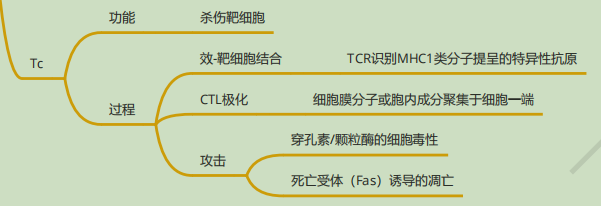 功能 杀伤靶细胞
效-靶细胞结合 TCR识别MHC1类分子提呈的特异性抗原
Tc
CTL极化 细胞膜分子或胞内成分聚集于细胞一端
过程
穿孔素/颗粒酶的细胞毒性
攻击
死亡受体（Fas）诱导的凋亡